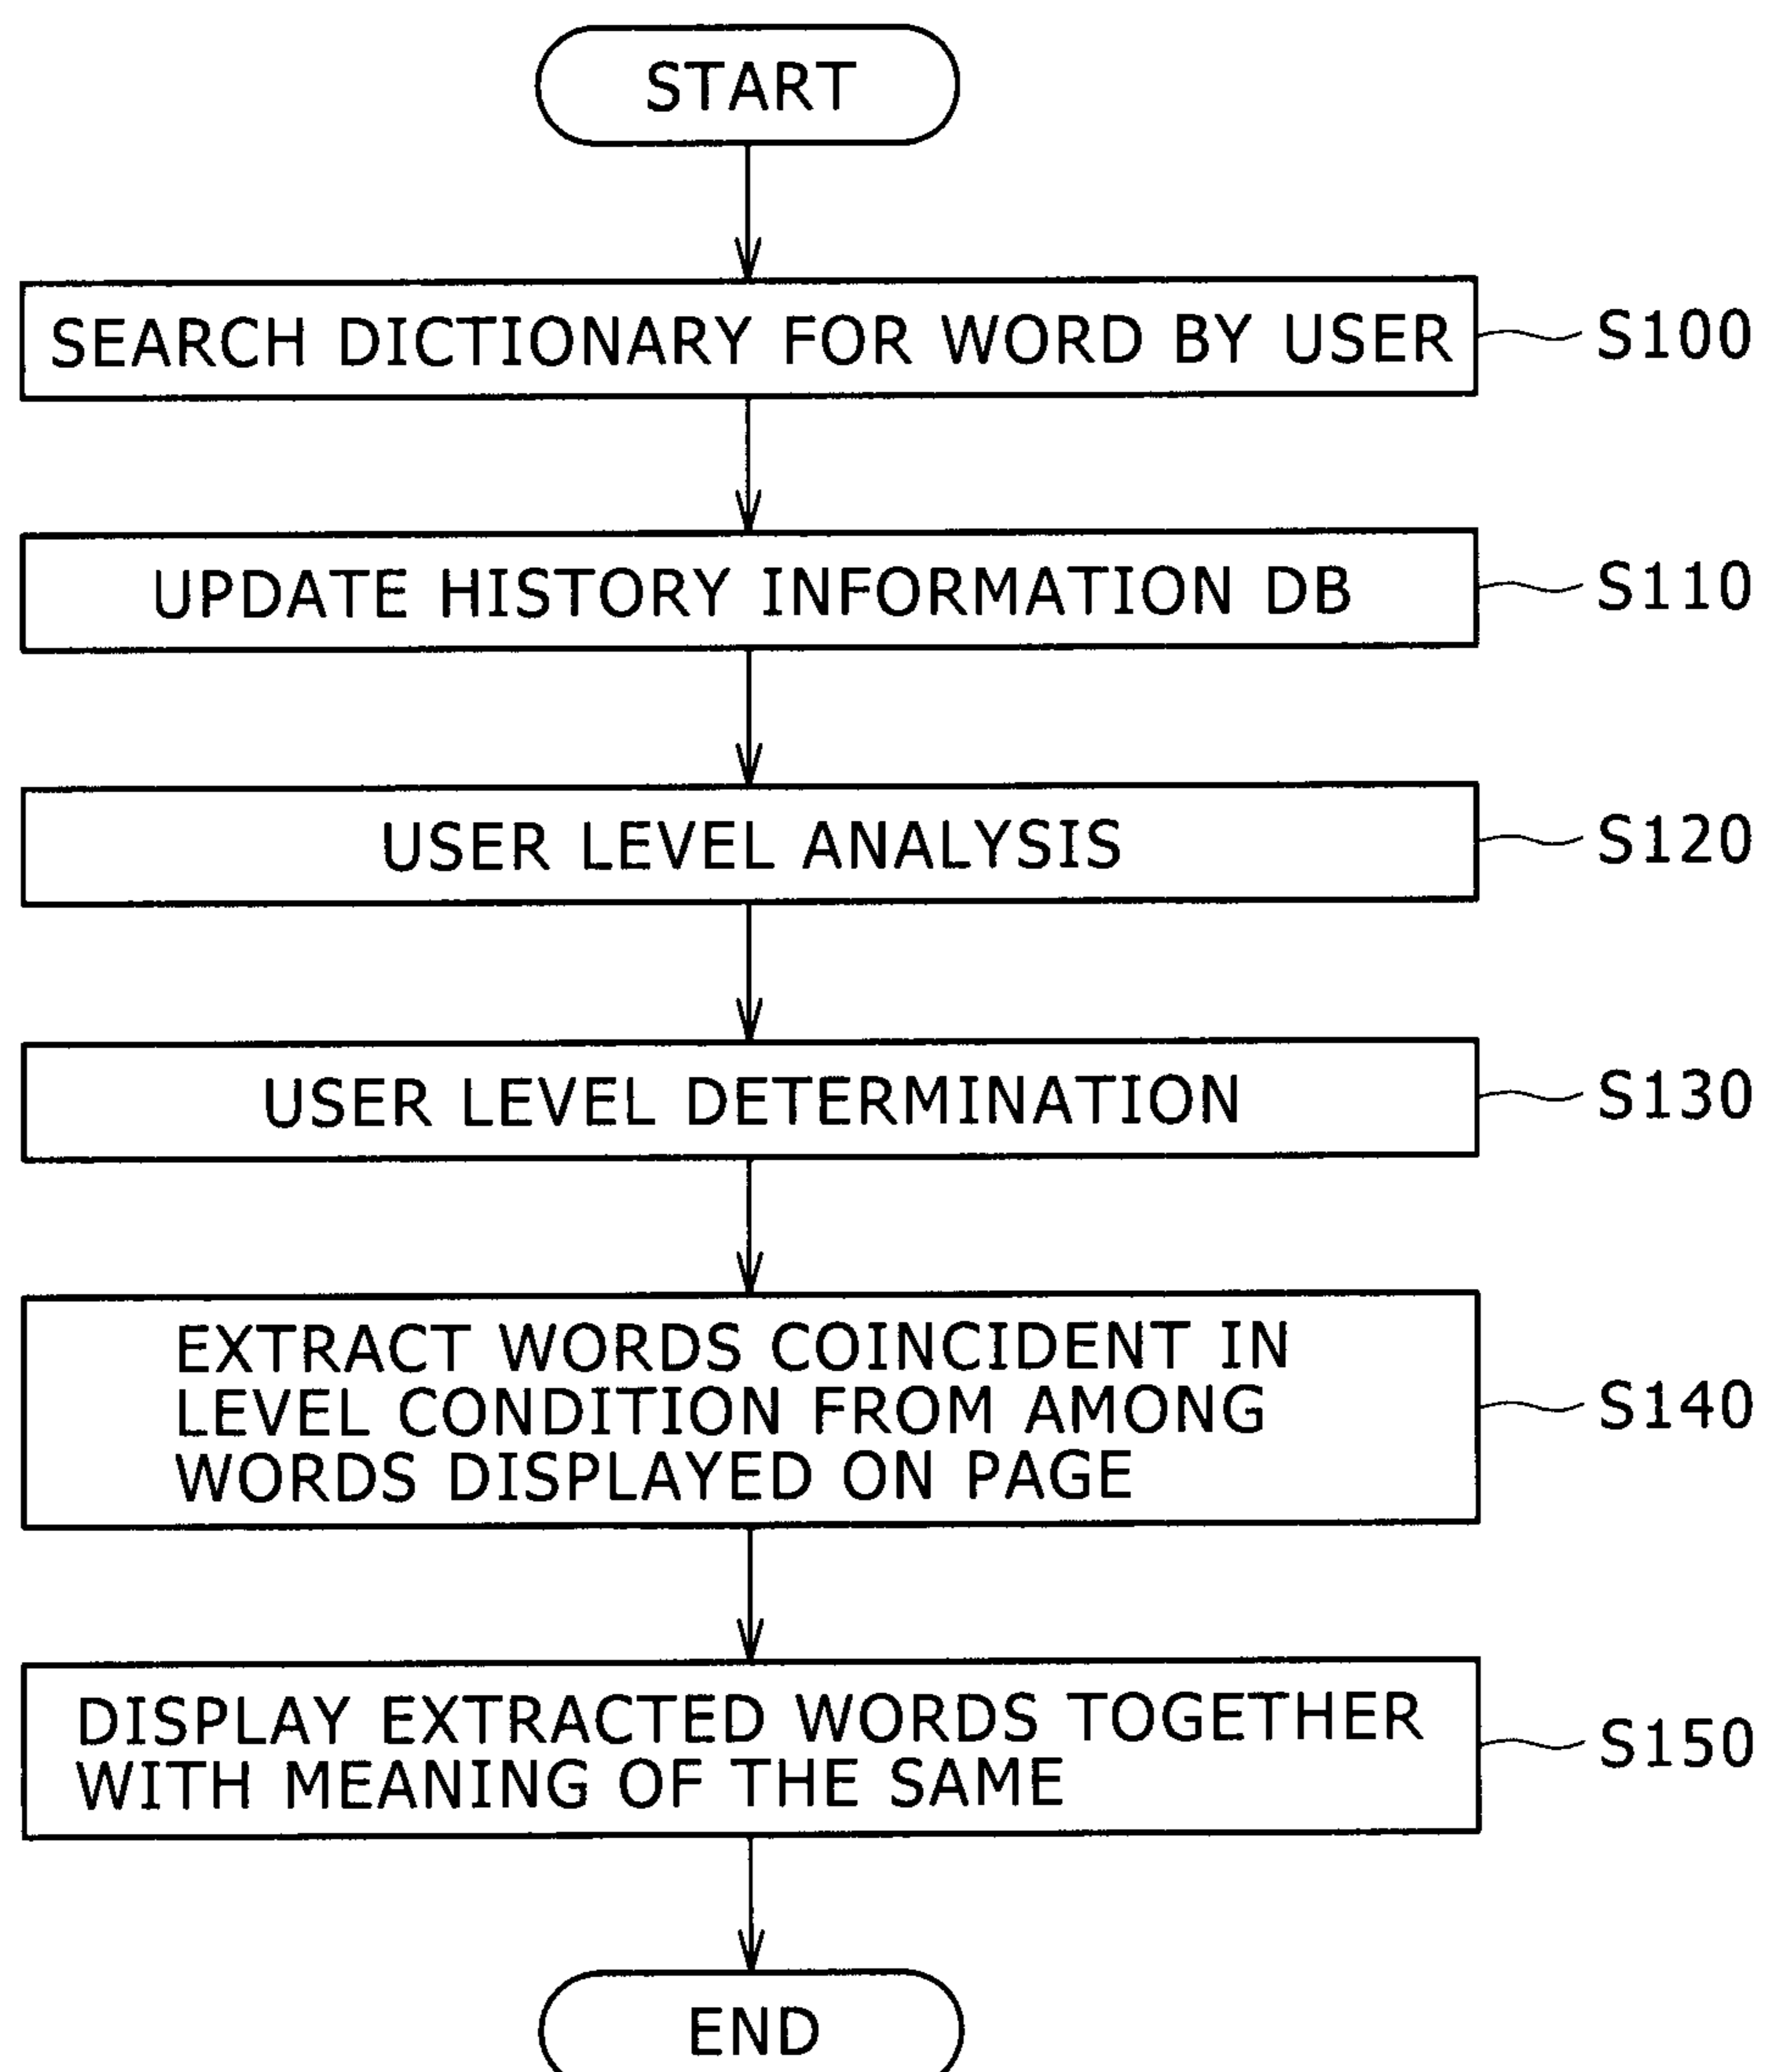 START
SEARCH DICTIONARY FOR WORD BY USER
S100
UPDATE HISTORY INFORMATION DB
S110
USER LEVEL ANALYSIS
S120
USER LEVEL DETERMINATION
S130
EXTRACT WORDS COINCIDENT IN
LEVEL CONDITION FROM AMONG
WORDS DISPLAYED ON PAGE
S140
DISPLAY EXTRACTED WORDS TOGETHER
WITH MEANING OF THE SAME
S150
END